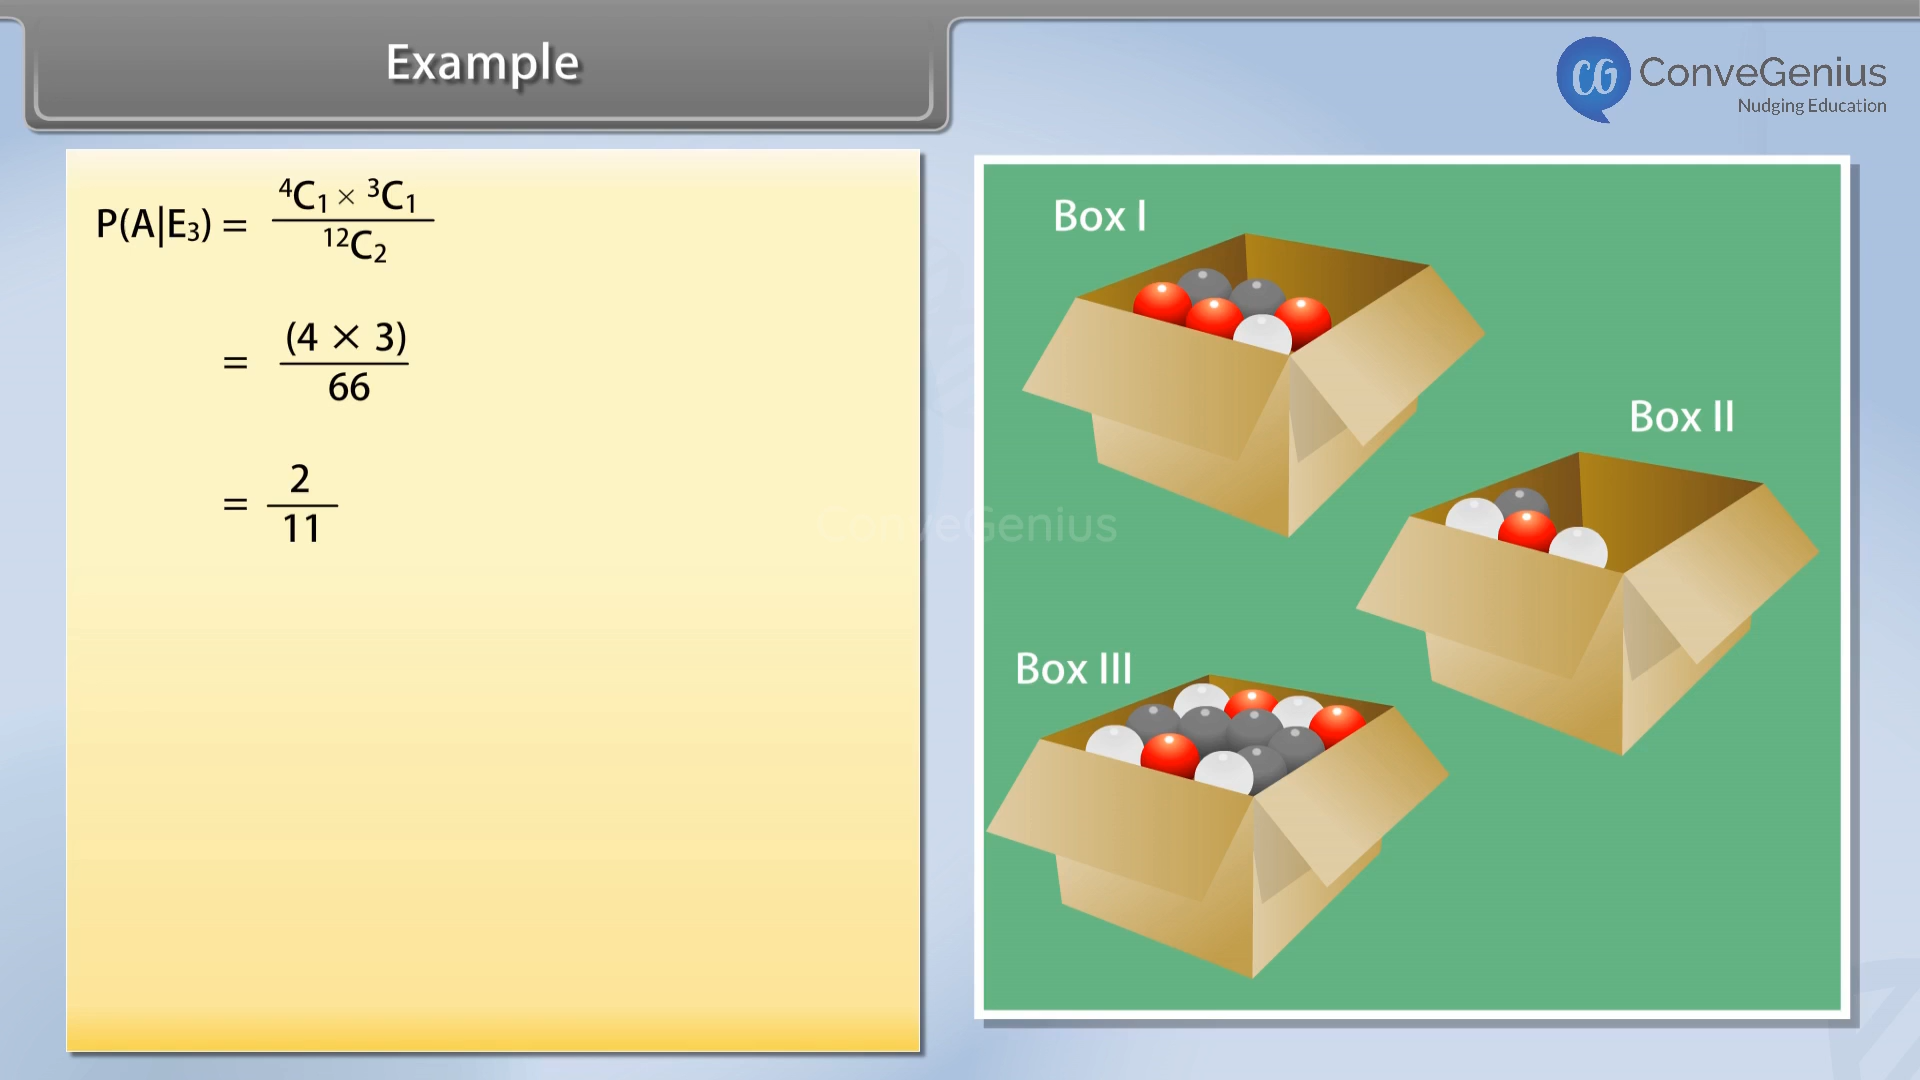 Example
CG ConveGenius
Nudging Education
P(A|E₃) = ⁴C₁ × ³C₁ / ¹²C₂
= (4 × 3) / 66
= 2 / 11
Box I
Box II
Box III
ConveGenius